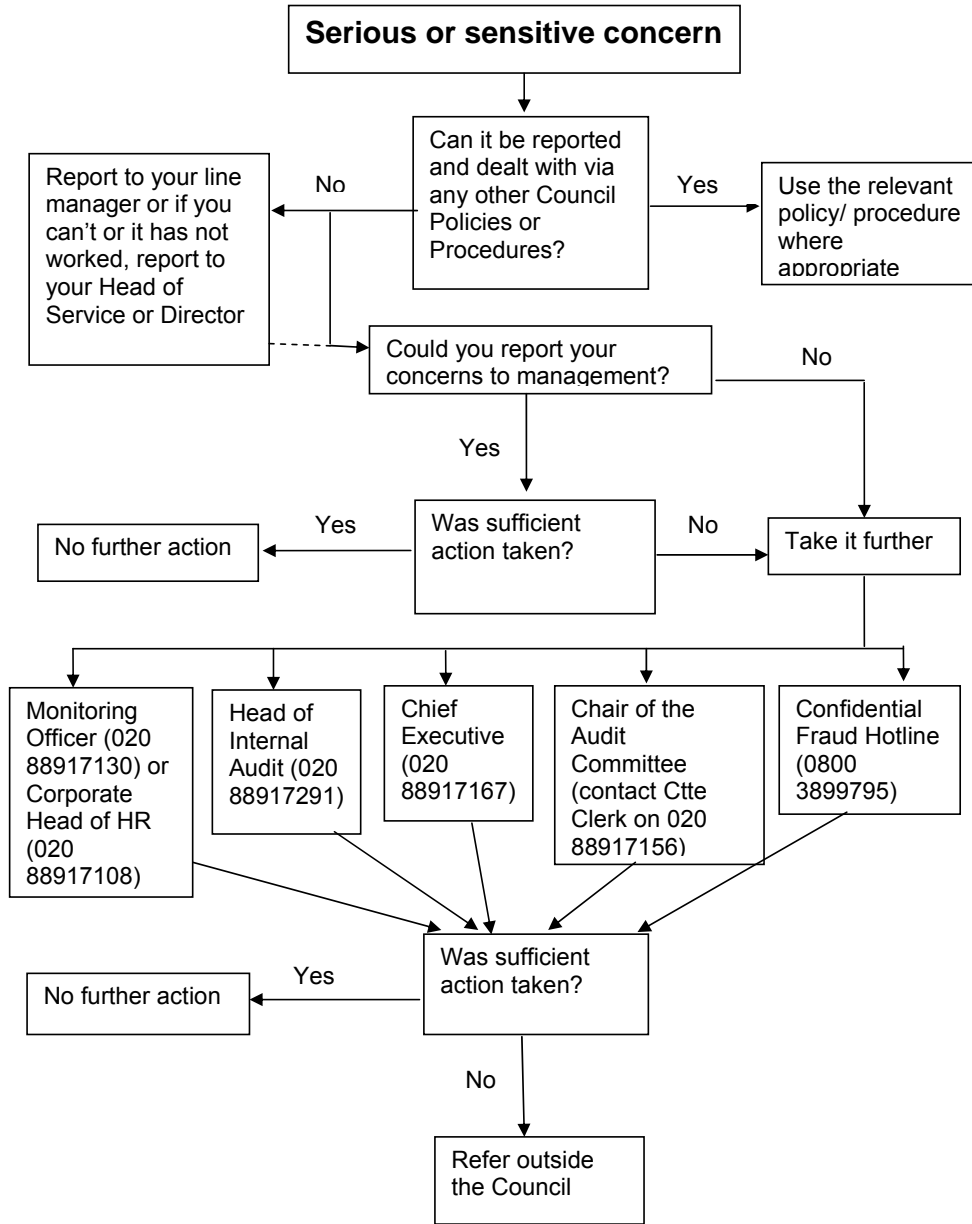 Serious or sensitive concern
Can it be reported
and dealt with via
any other Council
Policies or
Procedures?
No
Yes
Report to your line
manager or if you
can't or it has not
worked, report to
your Head of
Service or Director
Use the relevant
policy/ procedure
where
appropriate
Could you report your
concerns to management?
No
Yes
Was sufficient
action taken?
Yes
No
No further action
Take it further
Monitoring
Officer (020
88917130) or
Corporate
Head of HR
(020
88917108)
Head of
Internal
Audit (020
88917291)
Chief
Executive
(020
88917167)
Chair of the
Audit
Committee
(contact Ctte
Clerk on 020
88917156)
Confidential
Fraud Hotline
(0800
3899795)
Was sufficient
action taken?
Yes
No further action
No
Refer outside
the Council